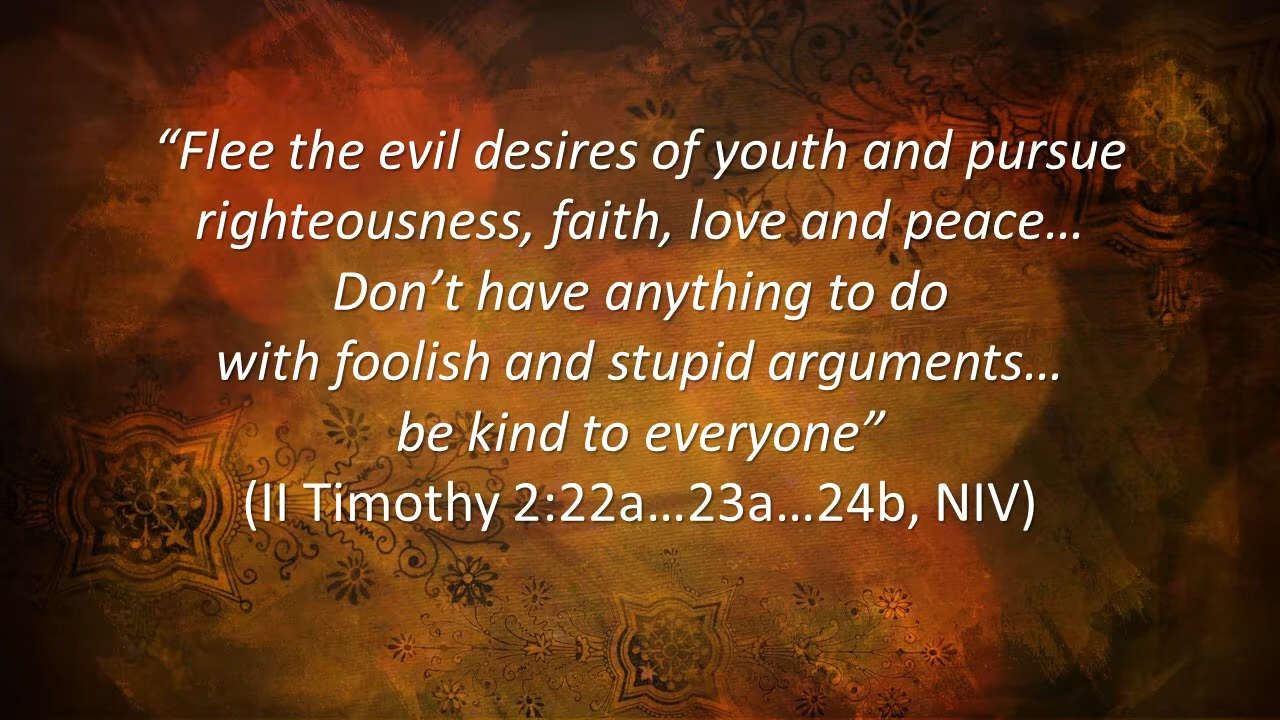 “Flee the evil desires of youth and pursue
righteousness, faith, love and peace…
Don’t have anything to do
with foolish and stupid arguments…
be kind to everyone”
(II Timothy 2:22a…23a…24b, NIV)